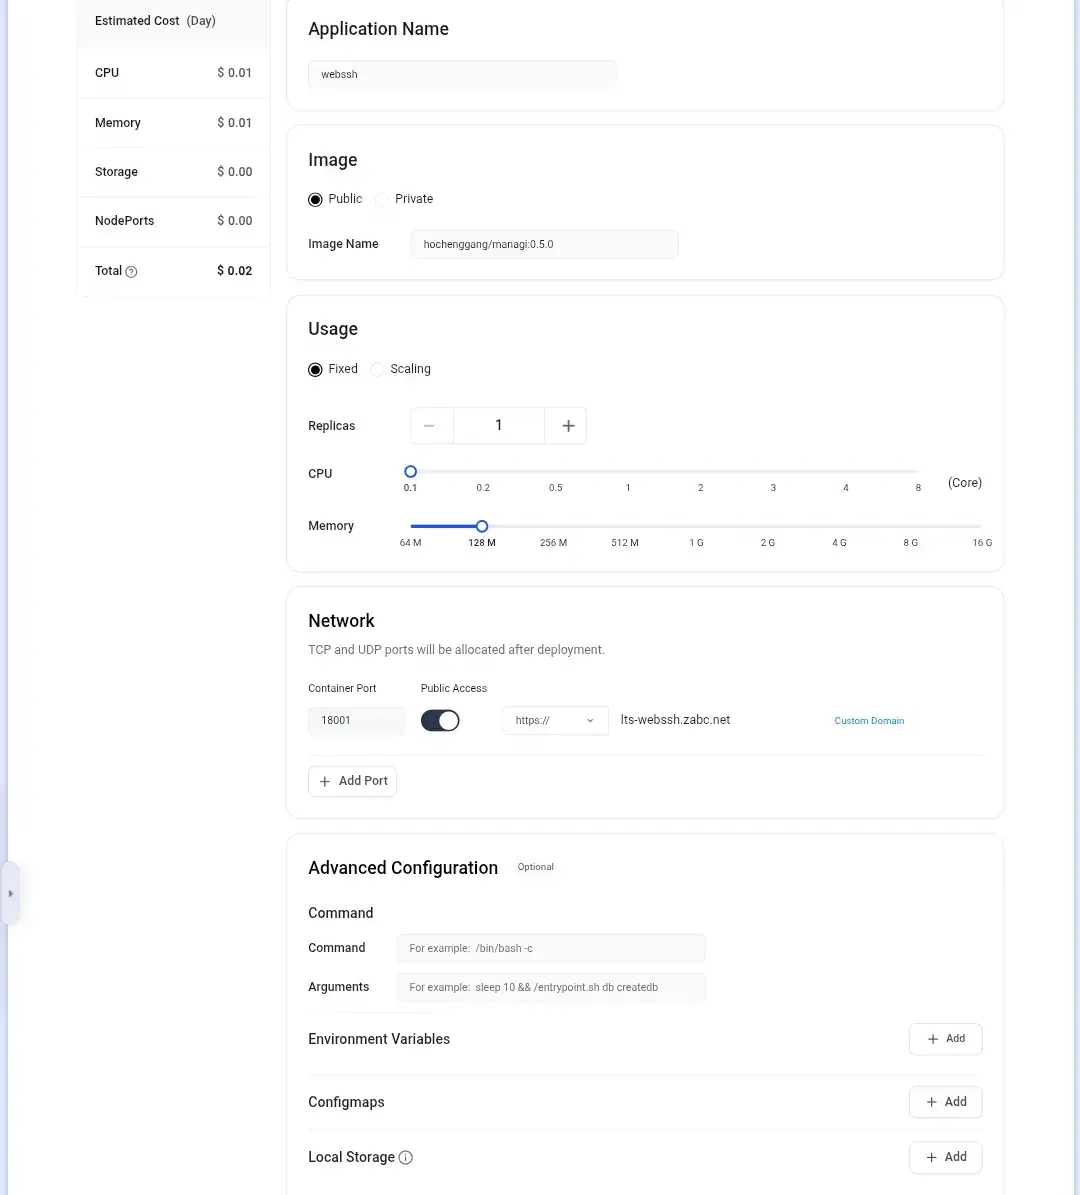 Estimated Cost (Day)
CPU $ 0.01
Memory $ 0.01
Storage $ 0.00
NodePorts $ 0.00
Total $ 0.02
Application Name
webssh
Image
Public Private
Image Name hochenggang/managi:0.5.0
Usage
Fixed Scaling
Replicas 1
CPU
0.1 0.2 0.5 1 2 3 4 8 (Core)
Memory
64 M 128 M 256 M 512 M 1 G 2 G 4 G 8 G 16 G
Network
TCP and UDP ports will be allocated after deployment.
Container Port Public Access
18001 https:// lts-webssh.zabc.net Custom Domain
+ Add Port
Advanced Configuration Optional
Command
Command For example: /bin/bash -c
Arguments For example: sleep 10 && /entrypoint.sh db createdb
Environment Variables + Add
Configmaps + Add
Local Storage + Add